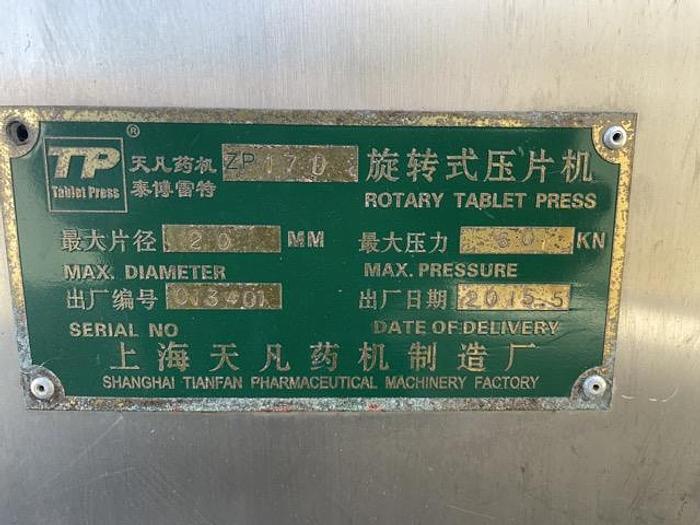 TP ®
Tablet Press
天凡药机 ZP 170 旋转式压片机
泰博雷特
ROTARY TABLET PRESS
最大片径 20 MM 最大压力 60 KN
MAX. DIAMETER MAX. PRESSURE
出厂编号 013401 出厂日期 2015.5
SERIAL NO DATE OF DELIVERY
上海天凡药机制造厂
SHANGHAI TIANFAN PHARMACEUTICAL MACHINERY FACTORY